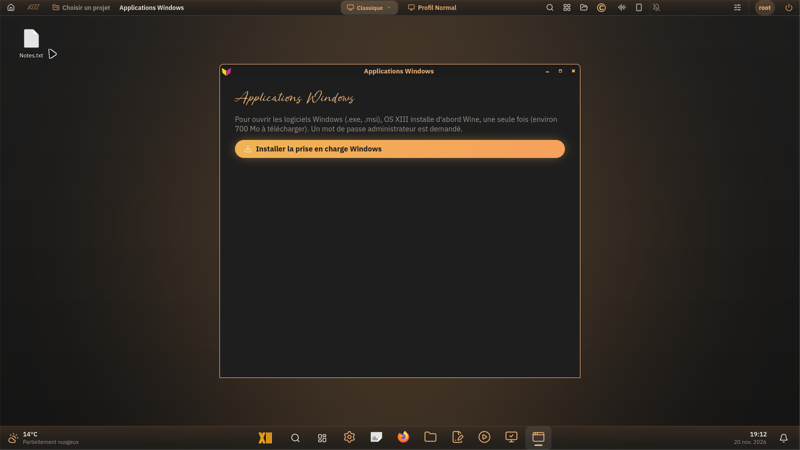 XIII
Choisir un projet
Applications Windows
Classique
Profil Normal
root
Notes.txt
Applications Windows
Applications Windows
Pour ouvrir les logiciels Windows (.exe, .msi), OS XIII installe d'abord Wine, une seule fois (environ
700 Mo à télécharger). Un mot de passe administrateur est demandé.
Installer la prise en charge Windows
14°C
Partiellement nuageux
XIII
19:12
20 nov. 2026